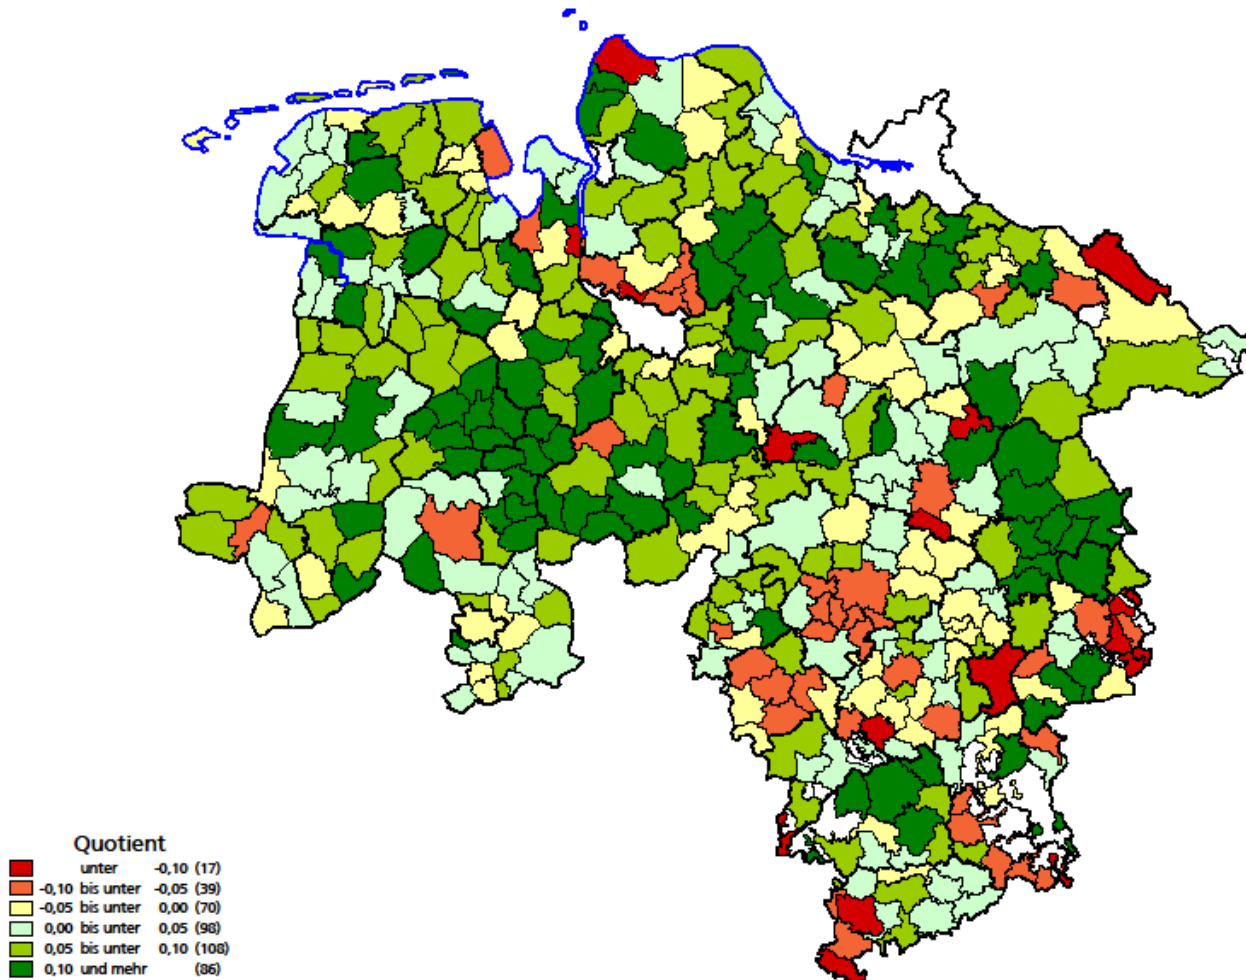 Quotient
unter -0,10 (17)
-0,10 bis unter -0,05 (39)
-0,05 bis unter 0,00 (70)
0,00 bis unter 0,05 (98)
0,05 bis unter 0,10 (108)
0,10 und mehr (86)